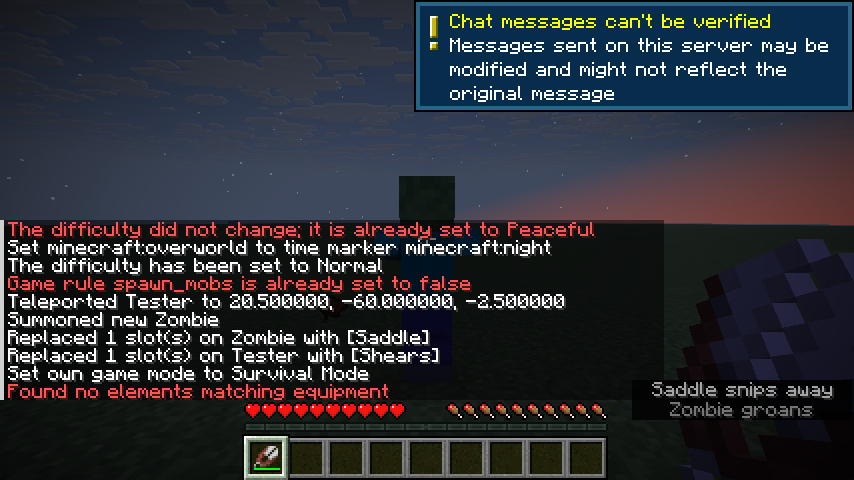 Chat messages can't be verified
Messages sent on this server may be
modified and might not reflect the
original message
The difficulty did not change; it is already set to Peaceful
Set minecraft:overworld to time marker minecraft:night
The difficulty has been set to Normal
Game rule spawn_mobs is already set to false
Teleported Tester to 20.500000, -60.000000, -2.500000
Summoned new Zombie
Replaced 1 slot(s) on Zombie with [Saddle]
Replaced 1 slot(s) on Tester with [Shears]
Set own game mode to Survival Mode
Found no elements matching equipment
Saddle snips away
Zombie groans